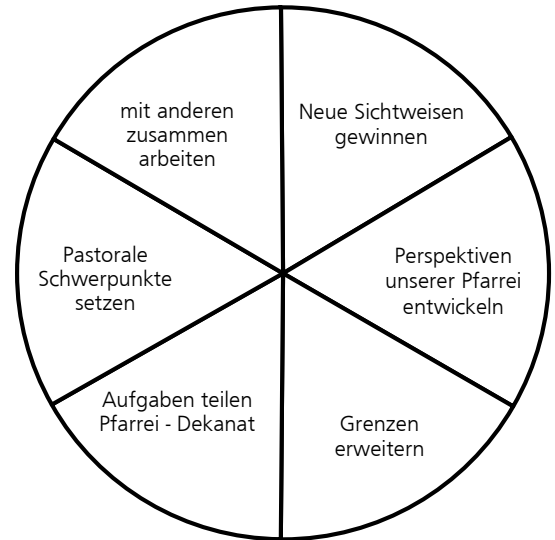 mit anderen
zusammen
arbeiten
Neue Sichtweisen
gewinnen
Pastorale
Schwerpunkte
setzen
Perspektiven
unserer Pfarrei
entwickeln
Aufgaben teilen
Pfarrei - Dekanat
Grenzen
erweitern